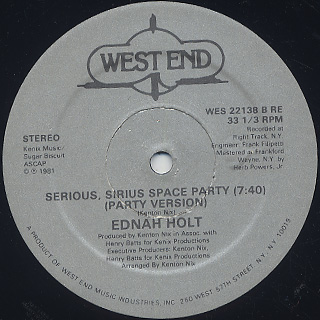 WEST END
WES 22138 B RE
33 1/3 RPM
STEREO
Kenix Music/
Sugar Biscuit
ASCAP
© ℗ 1981
Recorded at
Right Track, N.Y.
Engineer: Frank Filipetti
Mastered at Frankford
Wayne, N.Y. by
Herb Powers, Jr.
SERIOUS, SIRIUS SPACE PARTY (7:40)
(PARTY VERSION)
(Kenton Nix)
EDNAH HOLT
Produced by Kenton Nix in Assoc. with
Henry Batts for Kenix Productions
Executive Producers: Kenton Nix,
Henry Batts for Kenix Productions
Arranged By Kenton Nix
A PRODUCT OF WEST END MUSIC INDUSTRIES, INC. 250 WEST 57TH STREET, N.Y., N.Y. 10019